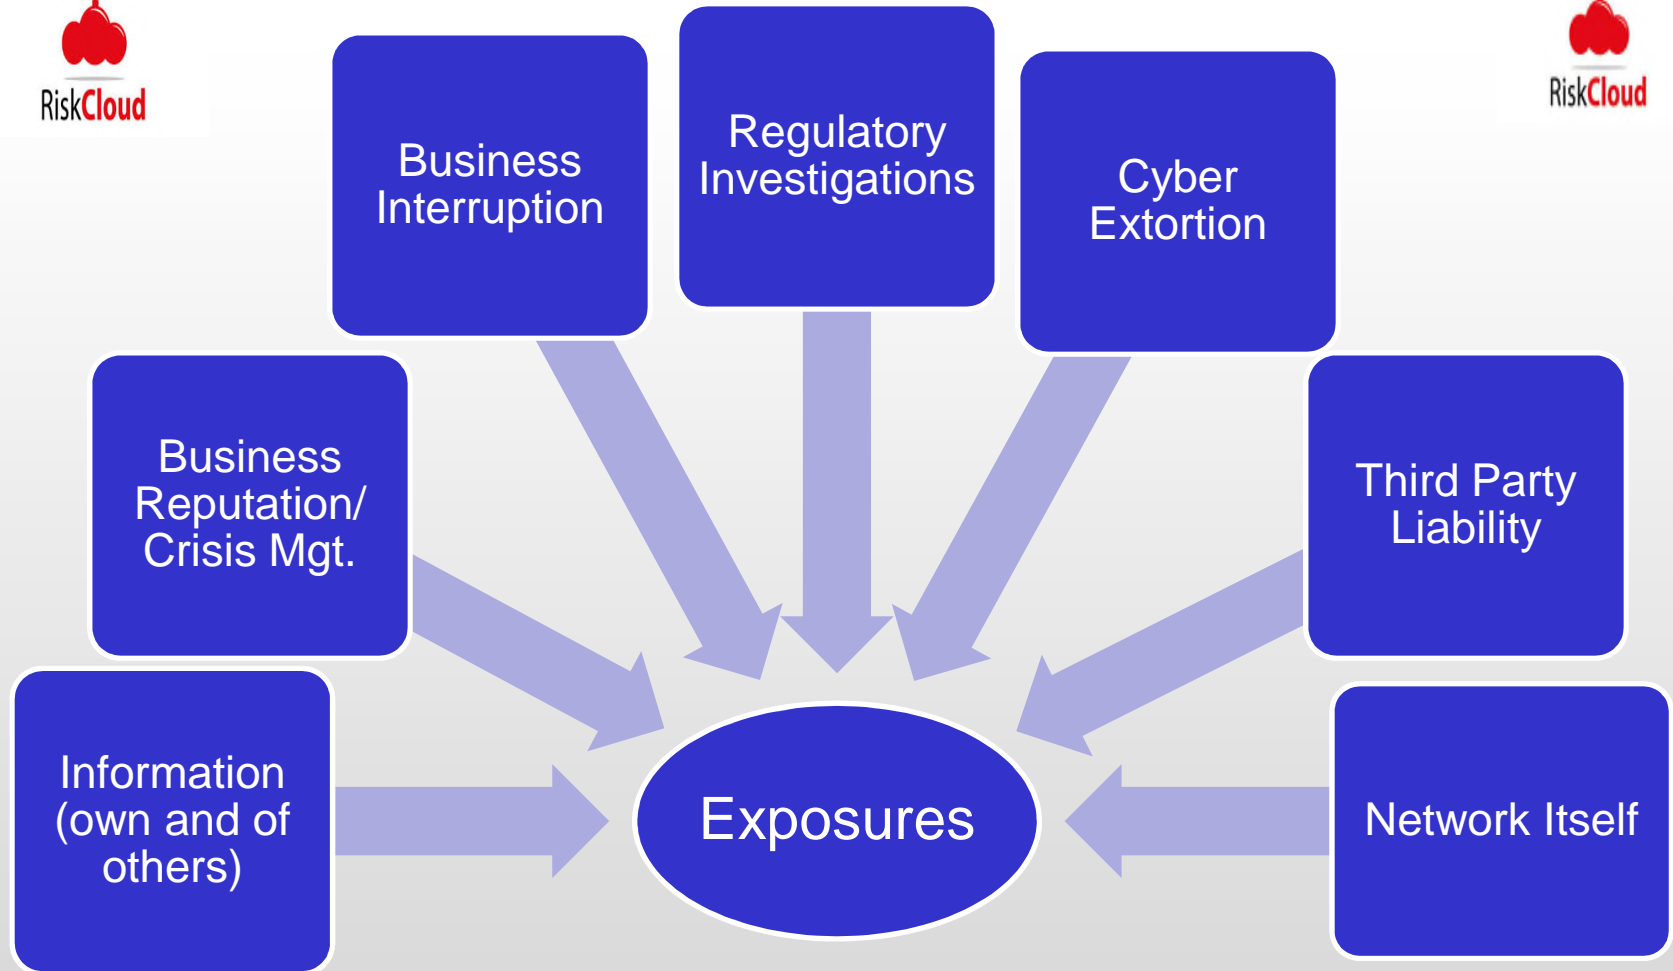 RiskCloud
RiskCloud
Business
Interruption
Regulatory
Investigations
Cyber
Extortion
Business
Reputation/
Crisis Mgt.
Third Party
Liability
Information
(own and of
others)
Exposures
Network Itself